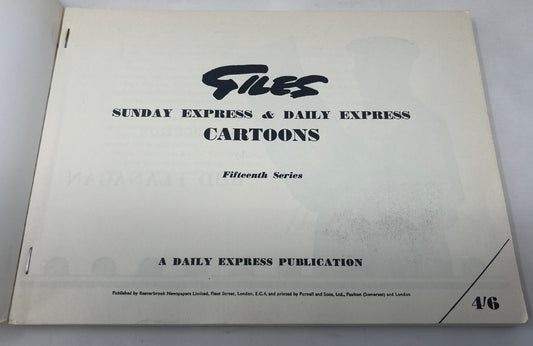 GILES
SUNDAY EXPRESS & DAILY EXPRESS
CARTOONS
Fifteenth Series
A DAILY EXPRESS PUBLICATION
Published by Beaverbrook Newspapers Limited, Fleet Street, London, E.C.4, and printed by Purnell and Sons, Ltd., Paulton (Somerset) and London
4/6